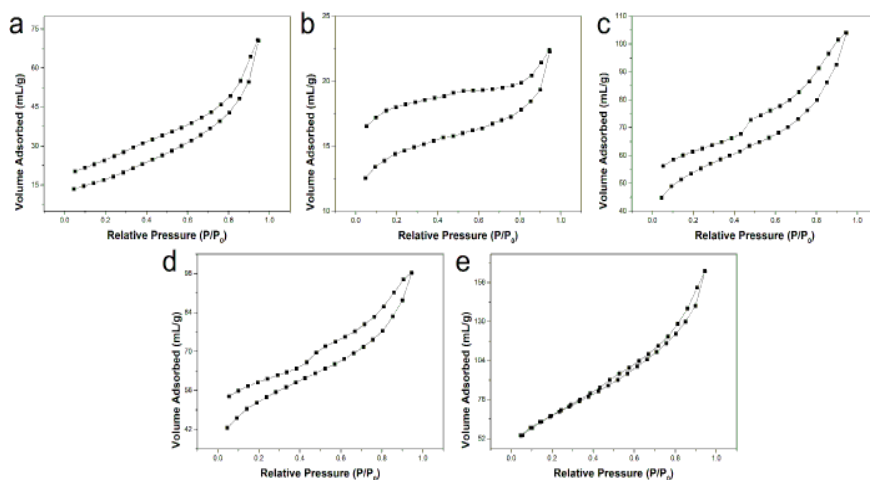 a
Volume Adsorbed (mL/g)
75
60
45
30
15
0.0 0.2 0.4 0.6 0.8 1.0
Relative Pressure (P/P0)
b
Volume Adsorbed (mL/g)
25
20
15
10
0.0 0.2 0.4 0.6 0.8 1.0
Relative Pressure (P/P0)
c
Volume Adsorbed (mL/g)
110
100
90
80
70
60
50
40
0.0 0.2 0.4 0.6 0.8 1.0
Relative Pressure (P/P0)
d
Volume Adsorbed (mL/g)
98
84
70
56
42
0.0 0.2 0.4 0.6 0.8 1.0
Relative Pressure (P/P0)
e
Volume Adsorbed (mL/g)
156
130
104
78
52
0.0 0.2 0.4 0.6 0.8 1.0
Relative Pressure (P/P0)